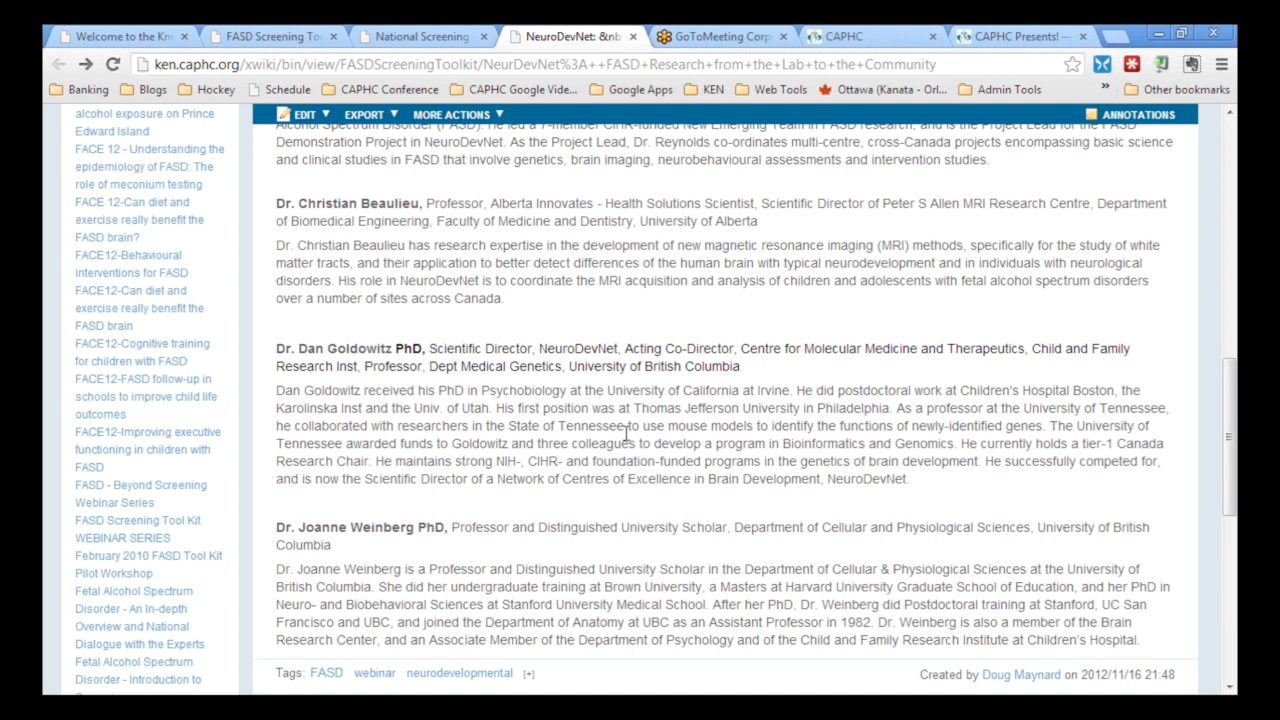 Welcome to the Kn
FASD Screening To
National Screening
NeuroDevNet: &nb
GoToMeeting Corp
CAPHC
CAPHC Presents! —
ken.caphc.org/xwiki/bin/view/FASDScreeningToolkit/NeurDevNet%3A++FASD+Research+from+the+Lab+to+the+Community
Banking
Blogs
Hockey
Schedule
CAPHC Conference
CAPHC Google Vide...
Google Apps
KEN
Web Tools
Ottawa (Kanata - Orl...
Admin Tools
»
Other bookmarks
EDIT
EXPORT
MORE ACTIONS
ANNOTATIONS
alcohol exposure on Prince
Edward Island
FACE 12 - Understanding the
epidemiology of FASD: The
role of meconium testing
FACE 12-Can diet and
exercise really benefit the
FASD brain?
FACE12-Behavioural
interventions for FASD
FACE12-Can diet and
exercise really benefit the
FASD brain
FACE12-Cognitive training
for children with FASD
FACE12-FASD follow-up in
schools to improve child life
outcomes
FACE12-Improving executive
functioning in children with
FASD
FASD - Beyond Screening
Webinar Series
FASD Screening Tool Kit
WEBINAR SERIES
February 2010 FASD Tool Kit
Pilot Workshop
Fetal Alcohol Spectrum
Disorder - An In-depth
Overview and National
Dialogue with the Experts
Fetal Alcohol Spectrum
Disorder - Introduction to
Alcohol Spectrum Disorder (FASD). He led a 7-member CIHR-funded New Emerging Team in FASD research, and is the Project Lead for the FASD
Demonstration Project in NeuroDevNet. As the Project Lead, Dr. Reynolds co-ordinates multi-centre, cross-Canada projects encompassing basic science
and clinical studies in FASD that involve genetics, brain imaging, neurobehavioural assessments and intervention studies.
Dr. Christian Beaulieu, Professor, Alberta Innovates - Health Solutions Scientist, Scientific Director of Peter S Allen MRI Research Centre, Department
of Biomedical Engineering, Faculty of Medicine and Dentistry, University of Alberta
Dr. Christian Beaulieu has research expertise in the development of new magnetic resonance imaging (MRI) methods, specifically for the study of white
matter tracts, and their application to better detect differences of the human brain with typical neurodevelopment and in individuals with neurological
disorders. His role in NeuroDevNet is to coordinate the MRI acquisition and analysis of children and adolescents with fetal alcohol spectrum disorders
over a number of sites across Canada.
Dr. Dan Goldowitz PhD, Scientific Director, NeuroDevNet, Acting Co-Director, Centre for Molecular Medicine and Therapeutics, Child and Family
Research Inst, Professor, Dept Medical Genetics, University of British Columbia
Dan Goldowitz received his PhD in Psychobiology at the University of California at Irvine. He did postdoctoral work at Children's Hospital Boston, the
Karolinska Inst and the Univ. of Utah. His first position was at Thomas Jefferson University in Philadelphia. As a professor at the University of Tennessee,
he collaborated with researchers in the State of Tennessee to use mouse models to identify the functions of newly-identified genes. The University of
Tennessee awarded funds to Goldowitz and three colleagues to develop a program in Bioinformatics and Genomics. He currently holds a tier-1 Canada
Research Chair. He maintains strong NIH-, CIHR- and foundation-funded programs in the genetics of brain development. He successfully competed for,
and is now the Scientific Director of a Network of Centres of Excellence in Brain Development, NeuroDevNet.
Dr. Joanne Weinberg PhD, Professor and Distinguished University Scholar, Department of Cellular and Physiological Sciences, University of British
Columbia
Dr. Joanne Weinberg is a Professor and Distinguished University Scholar in the Department of Cellular & Physiological Sciences at the University of
British Columbia. She did her undergraduate training at Brown University, a Masters at Harvard University Graduate School of Education, and her PhD in
Neuro- and Biobehavioral Sciences at Stanford University Medical School. After her PhD, Dr. Weinberg did Postdoctoral training at Stanford, UC San
Francisco and UBC, and joined the Department of Anatomy at UBC as an Assistant Professor in 1982. Dr. Weinberg is also a member of the Brain
Research Center, and an Associate Member of the Department of Psychology and of the Child and Family Research Institute at Children's Hospital.
Tags: FASD webinar neurodevelopmental [+]
Created by Doug Maynard on 2012/11/16 21:48